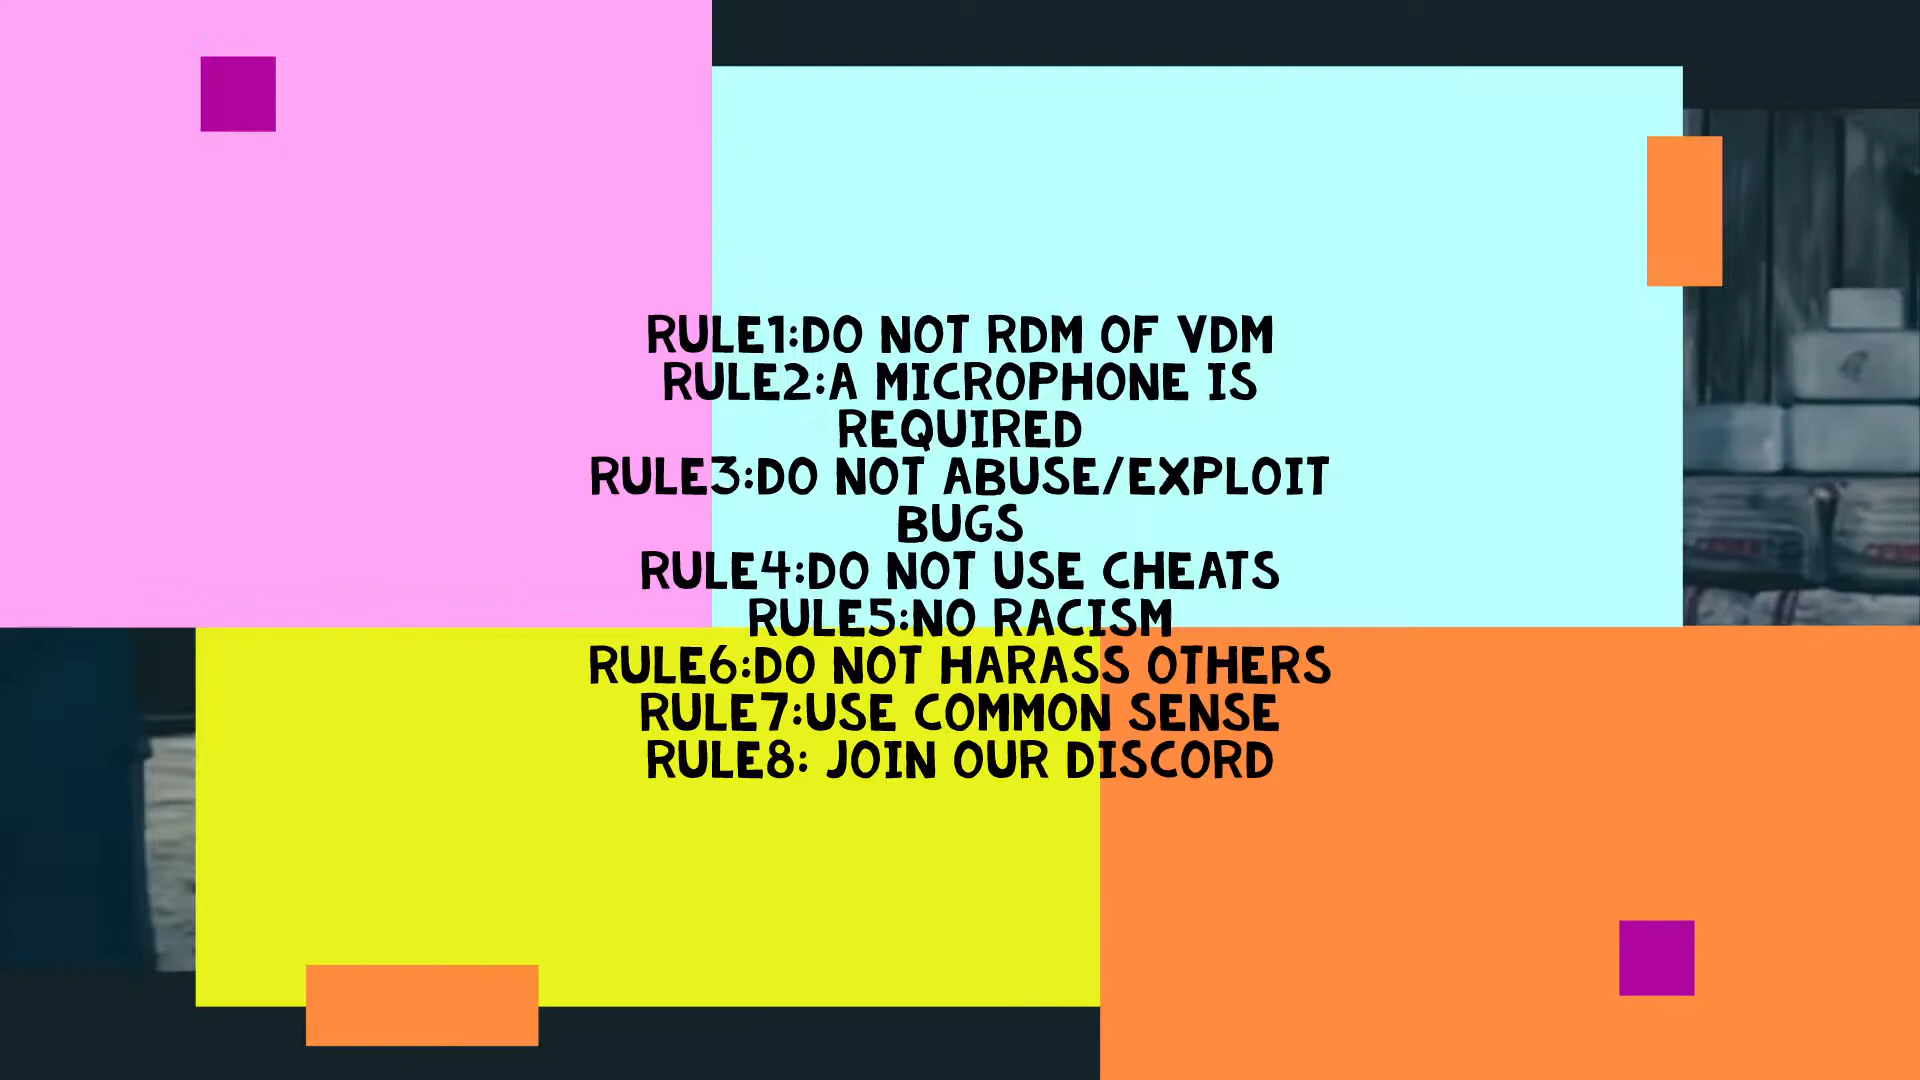 RULE1:DO NOT RDM OF VDM
RULE2:A MICROPHONE IS
REQUIRED
RULE3:DO NOT ABUSE/EXPLOIT
BUGS
RULE4:DO NOT USE CHEATS
RULE5:NO RACISM
RULE6:DO NOT HARASS OTHERS
RULE7:USE COMMON SENSE
RULE8: JOIN OUR DISCORD